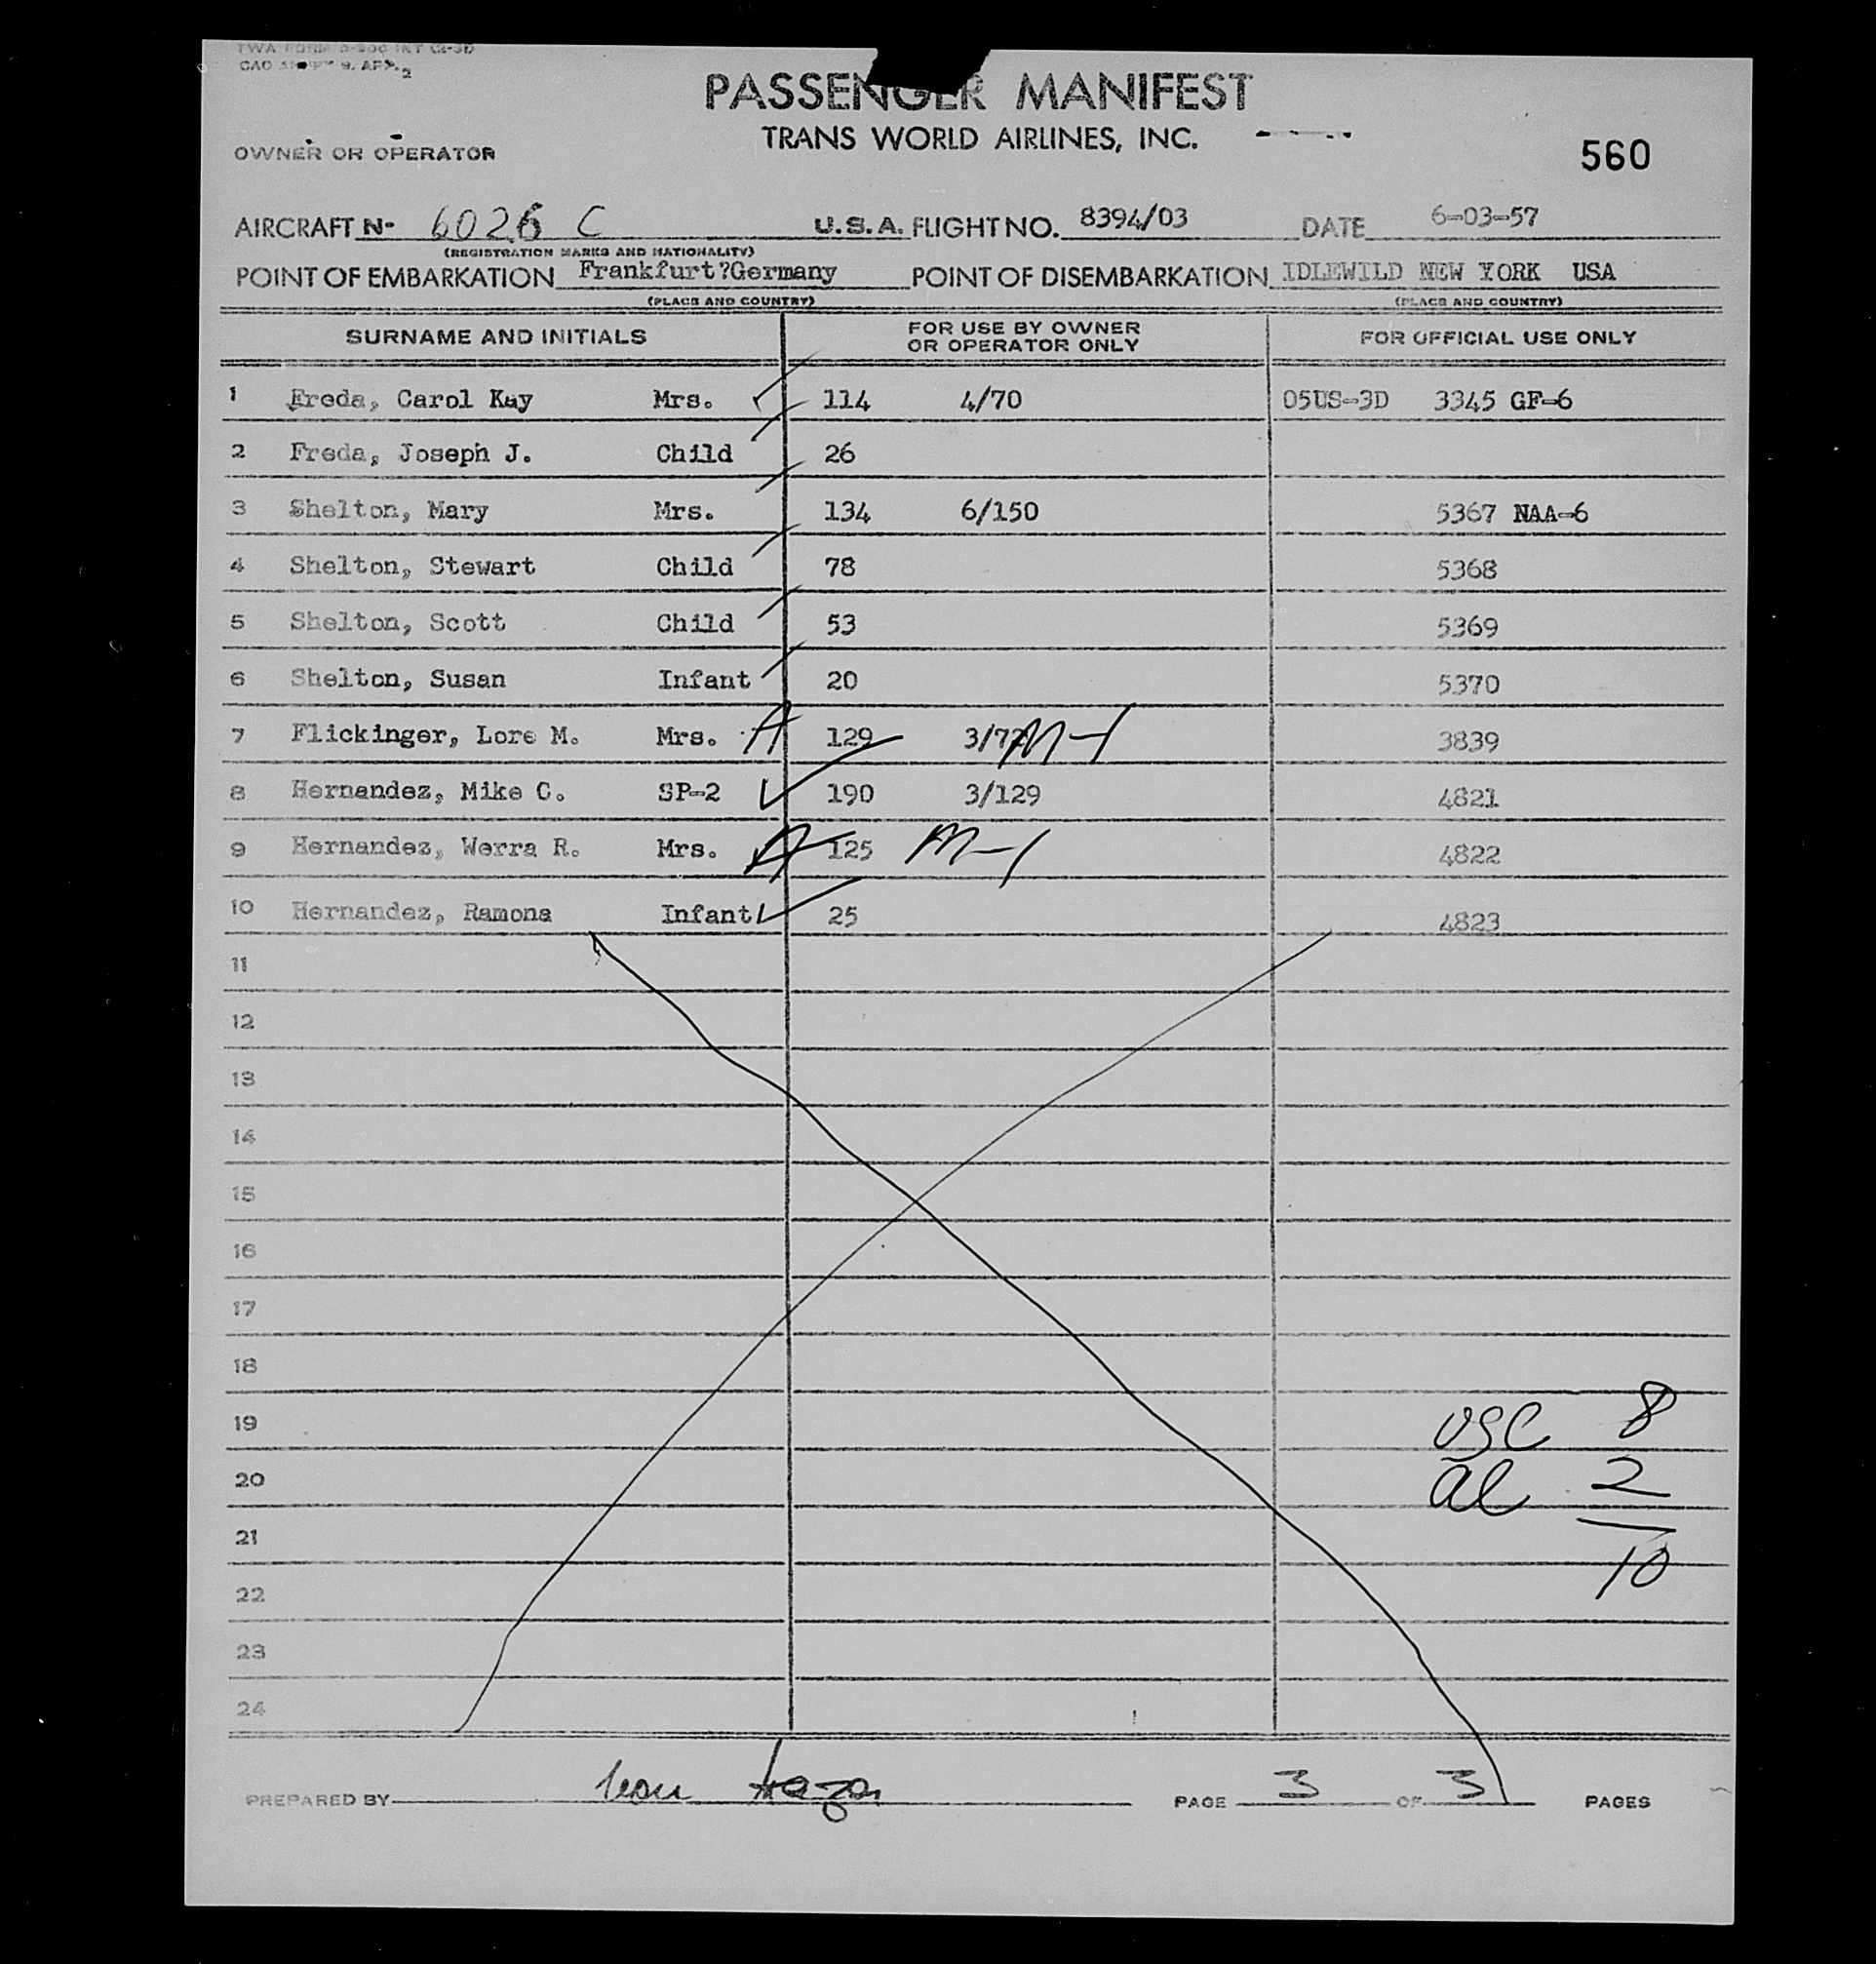 PASSENGER MANIFEST
TRANS WORLD AIRLINES, INC.
OWNER OR OPERATOR
560
AIRCRAFT N- 6026 C U.S.A. FLIGHT NO. 8394/03 DATE 6-03-57
(REGISTRATION MARKS AND NATIONALITY)
POINT OF EMBARKATION Frankfurt?Germany POINT OF DISEMBARKATION IDLEWILD NEW YORK USA
(PLACE AND COUNTRY) (PLACE AND COUNTRY)
SURNAME AND INITIALS FOR USE BY OWNER OR OPERATOR ONLY FOR OFFICIAL USE ONLY
1 Freda, Carol Kay Mrs. 114 4/70 05US-3D 3345 GF-6
2 Freda, Joseph J. Child 26
3 Shelton, Mary Mrs. 134 6/150 5367 NAA-6
4 Shelton, Stewart Child 78 5368
5 Shelton, Scott Child 53 5369
6 Shelton, Susan Infant 20 5370
7 Flickinger, Lore M. Mrs. A 129 3/72 M-1 3839
8 Hernandez, Mike C. SP-2 190 3/129 4821
9 Hernandez, Werra R. Mrs. A 125 M-1 4822
10 Hernandez, Ramona Infant 25 4823
11
12
13
14
15
16
17
18
19 USC 8
20 al 2
21
22 10
23
24
PREPARED BY PAGE 3 OF 3 PAGES